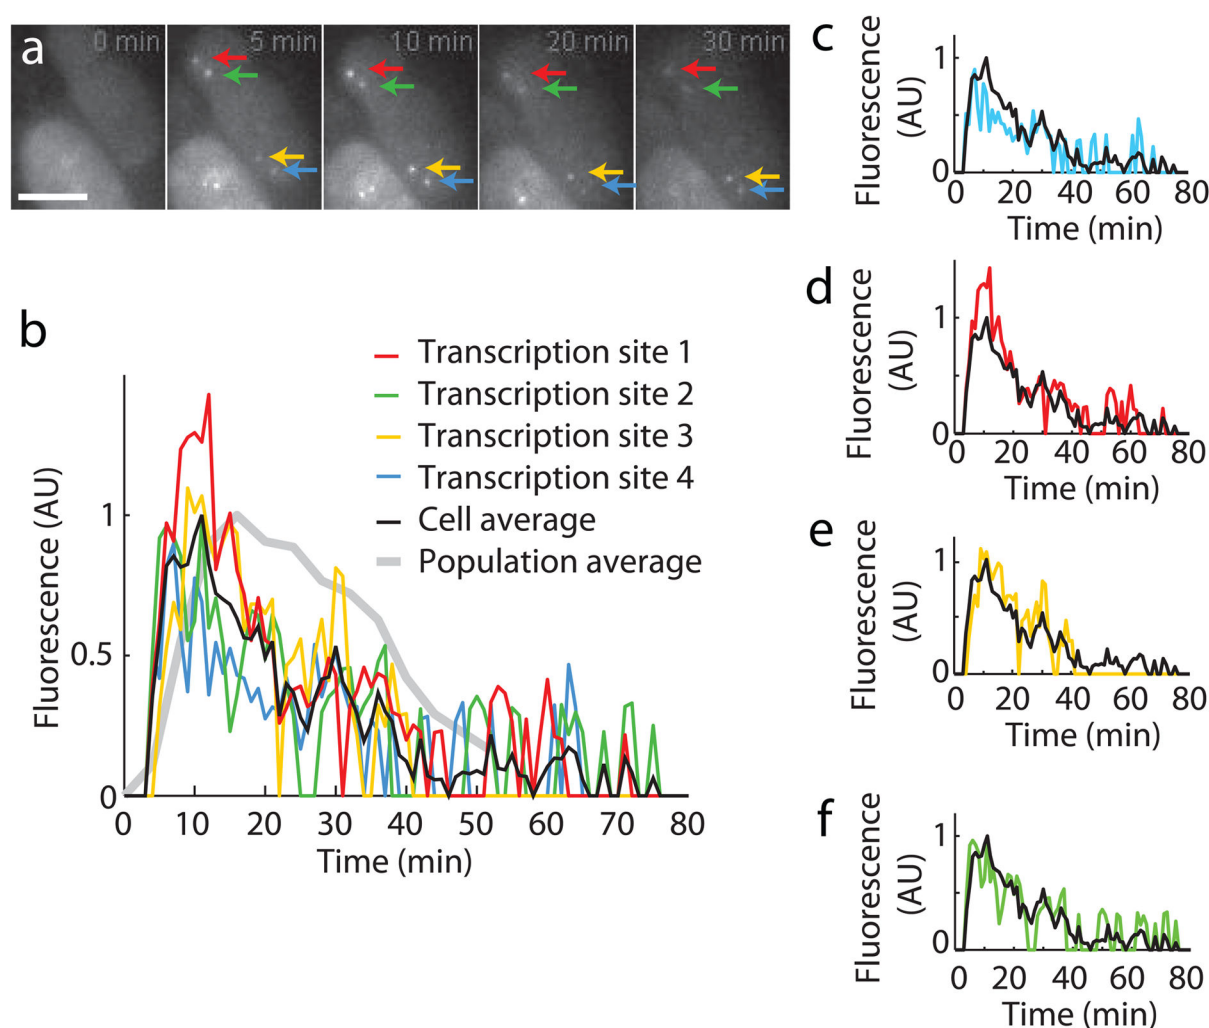 a
0 min
5 min
10 min
20 min
30 min
b
Transcription site 1
Transcription site 2
Transcription site 3
Transcription site 4
Cell average
Population average
Fluorescence (AU)
1
0.5
0
0 10 20 30 40 50 60 70 80
Time (min)
c
Fluorescence
(AU)
1
0
0 20 40 60 80
Time (min)
d
Fluorescence
(AU)
1
0
0 20 40 60 80
Time (min)
e
Fluorescence
(AU)
1
0
0 20 40 60 80
Time (min)
f
Fluorescence
(AU)
1
0
0 20 40 60 80
Time (min)